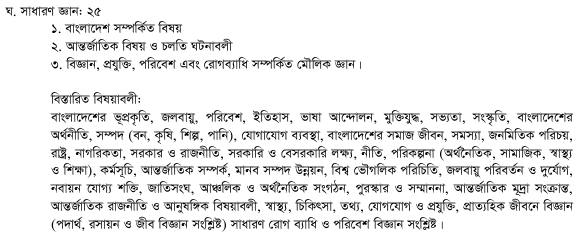 ঘ. সাধারণ জ্ঞান: ২৫
১. বাংলাদেশ সম্পর্কিত বিষয়
২. আন্তর্জাতিক বিষয় ও চলতি ঘটনাবলী
৩. বিজ্ঞান, প্রযুক্তি, পরিবেশ এবং রোগব্যাধি সম্পর্কিত মৌলিক জ্ঞান।
বিস্তারিত বিষয়াবলী:
বাংলাদেশের ভূপ্রকৃতি, জলবায়ু, পরিবেশ, ইতিহাস, ভাষা আন্দোলন, মুক্তিযুদ্ধ, সভ্যতা, সংস্কৃতি, বাংলাদেশের
অর্থনীতি, সম্পদ (বন, কৃষি, শিল্প, পানি), যোগাযোগ ব্যবস্থা, বাংলাদেশের সমাজ জীবন, সমস্যা, জনমিতিক পরিচয়,
রাষ্ট্র, নাগরিকতা, সরকার ও রাজনীতি, সরকারি ও বেসরকারি লক্ষ্য, নীতি, পরিকল্পনা (অর্থনৈতিক, সামাজিক, স্বাস্থ্য
ও শিক্ষা), কর্মসূচি, আন্তর্জাতিক সম্পর্ক, মানব সম্পদ উন্নয়ন, বিশ্ব ভৌগলিক পরিচিতি, জলবায়ু পরিবর্তন ও দুর্যোগ,
নবায়ন যোগ্য শক্তি, জাতিসংঘ, আঞ্চলিক ও অর্থনৈতিক সংগঠন, পুরস্কার ও সম্মাননা, আন্তর্জাতিক মুদ্রা সংক্রান্ত,
আন্তর্জাতিক রাজনীতি ও আনুষঙ্গিক বিষয়াবলী, স্বাস্থ্য, চিকিৎসা, তথ্য, যোগযোগ ও প্রযুক্তি, প্রাত্যহিক জীবনে বিজ্ঞান
(পদার্থ, রসায়ন ও জীব বিজ্ঞান সংশ্লিষ্ট) সাধারণ রোগ ব্যাধি ও পরিবেশ বিজ্ঞান সংশ্লিষ্ট।